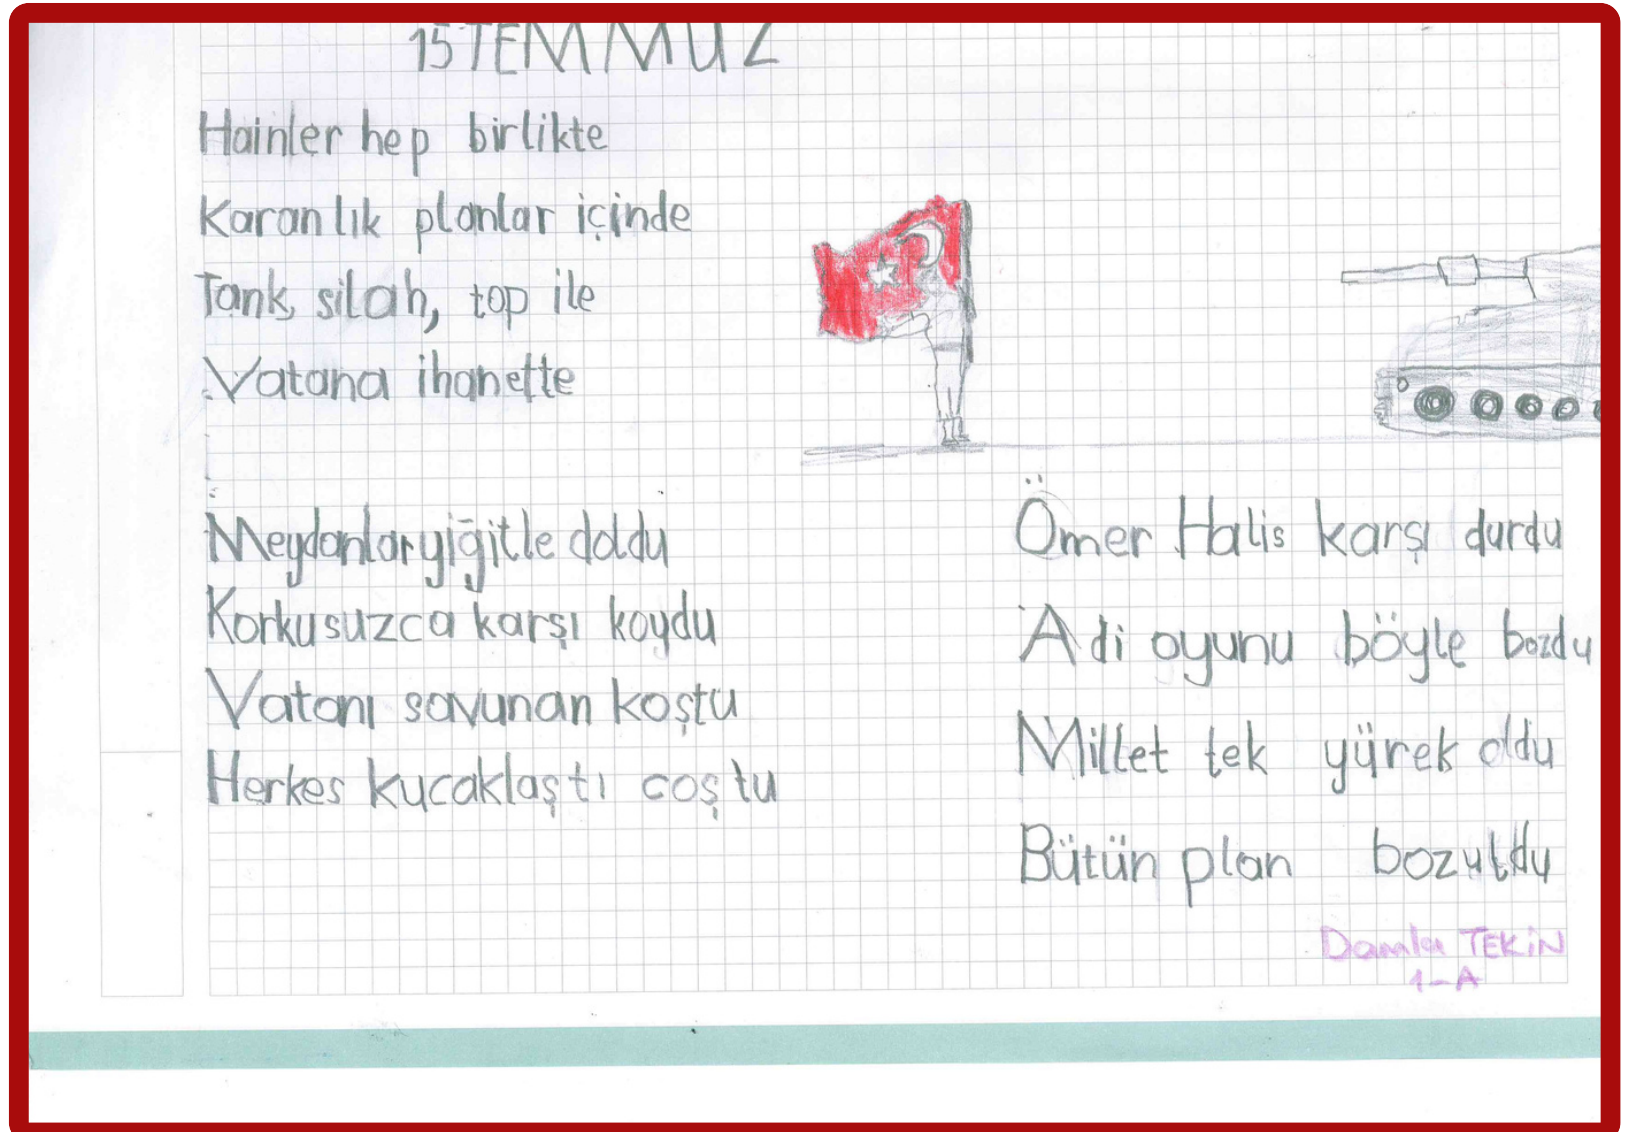 15 TEMMUZ
Hainler hep birlikte
Karanlık planlar içinde
Tank, silah, top ile
Vatana ihanette
Meydanlar yiğitle doldu
Korkusuzca karşı koydu
Vatanı savunan koştu
Herkes kucaklaştı coştu
Ömer Halis karşı durdu
Adi oyunu böyle bozdu
Millet tek yürek oldu
Bütün plan bozuldu
Damla TEKİN
1-A